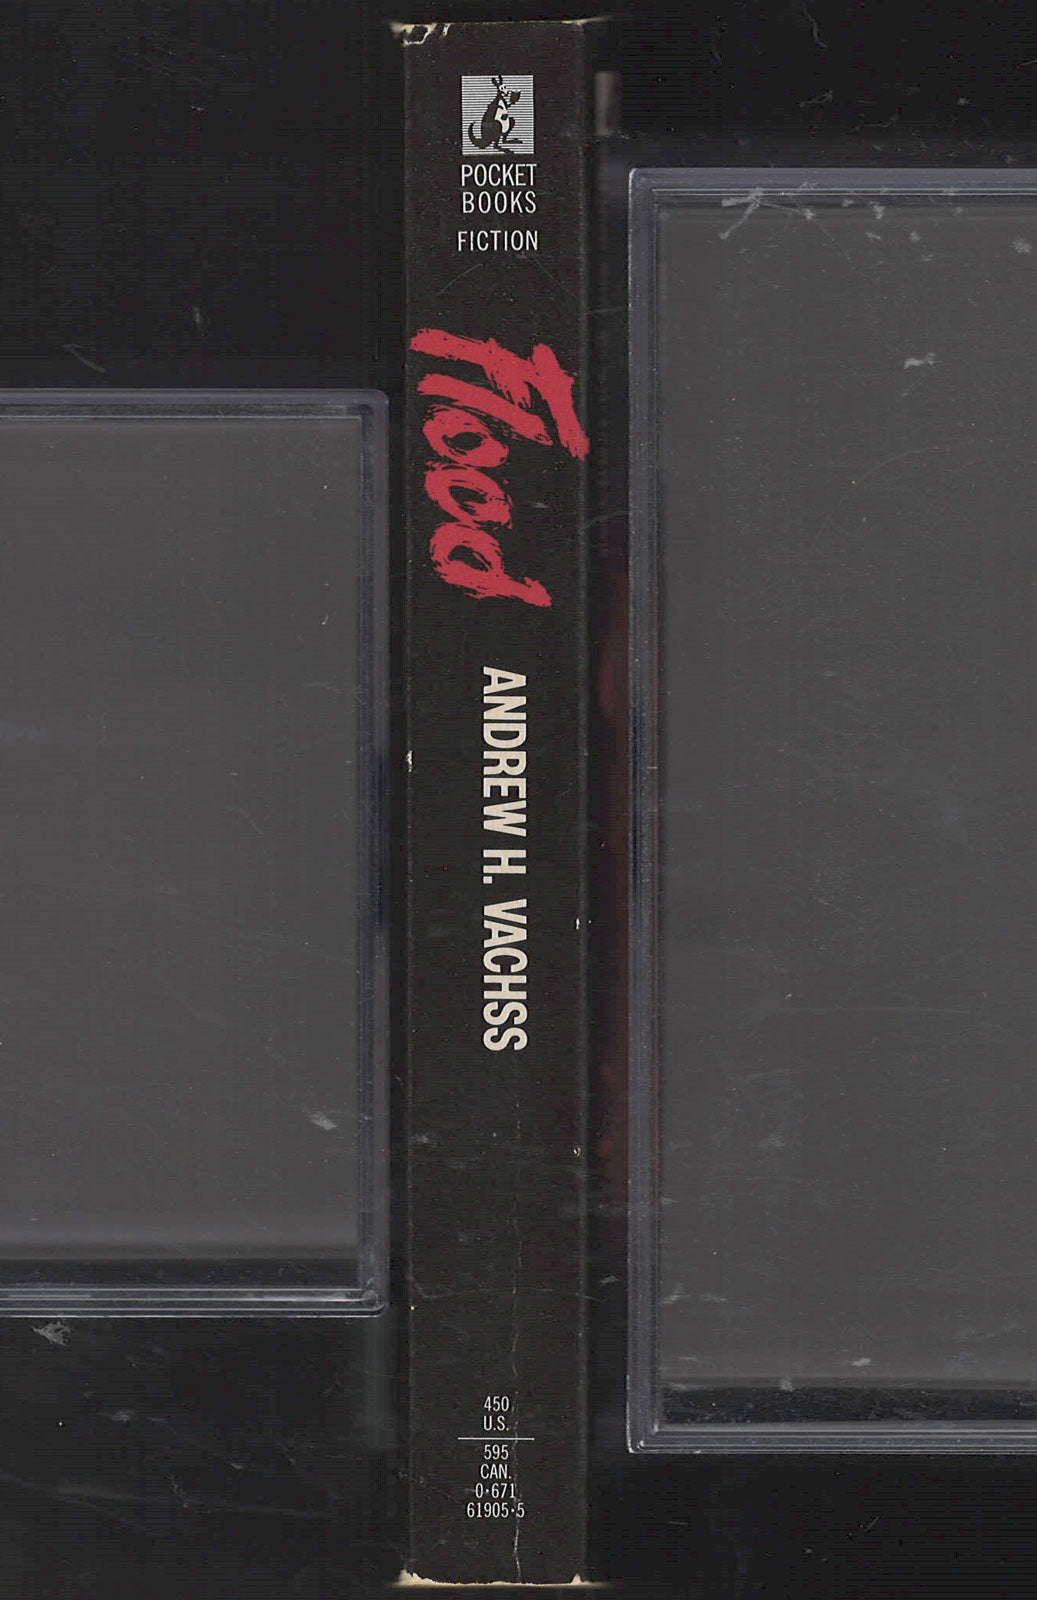 POCKET
BOOKS
FICTION
Flood
ANDREW H. VACHSS
450
U.S.
595
CAN.
0·671
61905·5